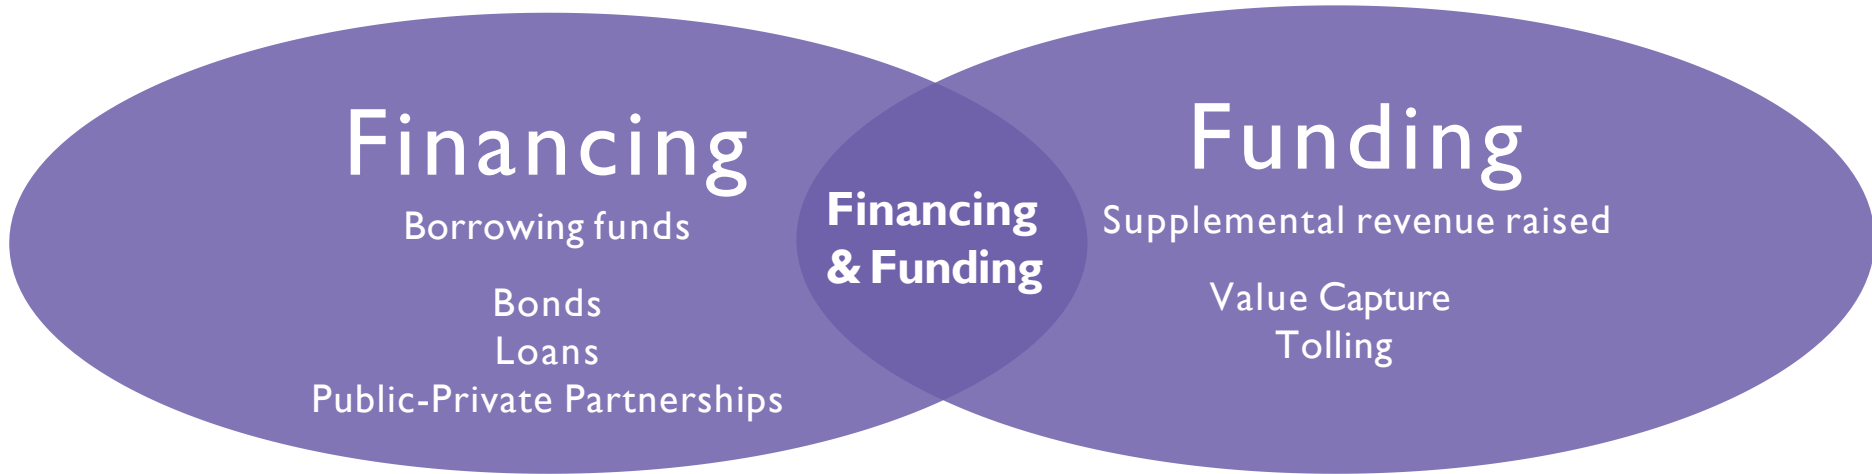 Financing
Borrowing funds
Bonds
Loans
Public-Private Partnerships
Financing
& Funding
Funding
Supplemental revenue raised
Value Capture
Tolling